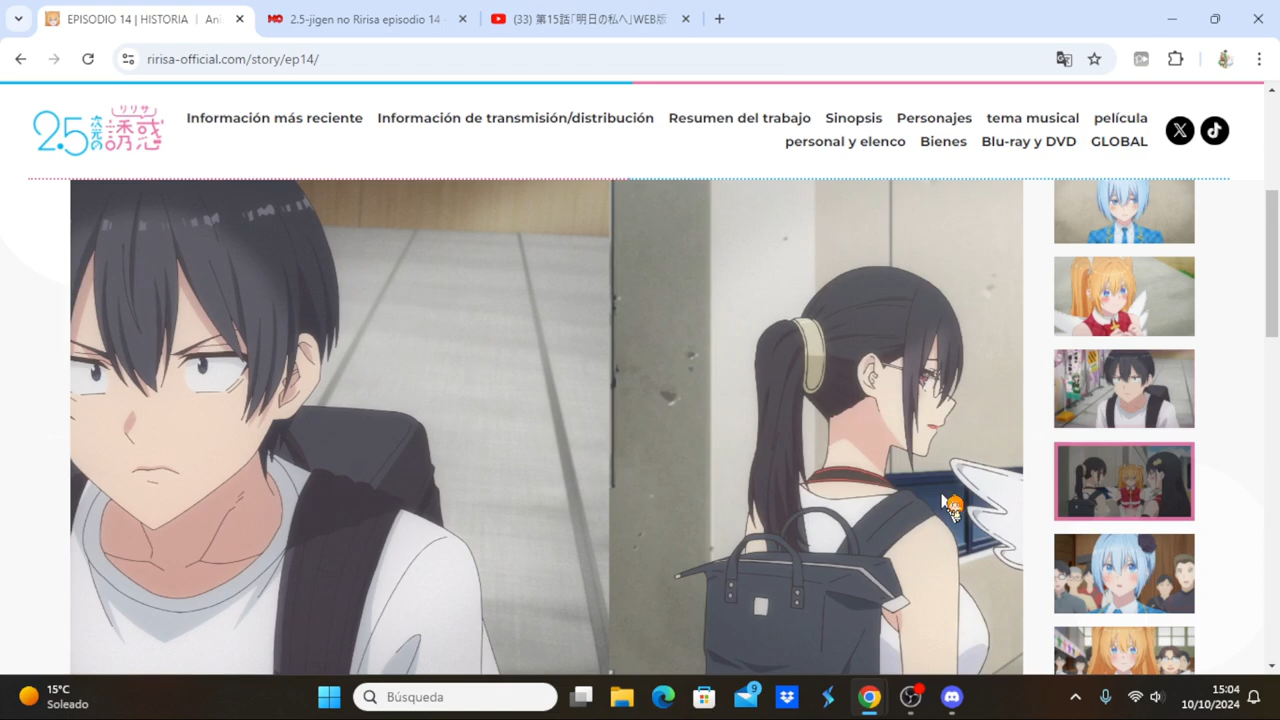 EPISODIO 14 | HISTORIA | Ani
2.5-jigen no Ririsa episodio 14 -
(33) 第15話「明日の私へ」WEB版
ririsa-official.com/story/ep14/
リリサ
2.5次元の誘惑
Información más reciente Información de transmisión/distribución Resumen del trabajo Sinopsis Personajes tema musical película
personal y elenco Bienes Blu-ray y DVD GLOBAL
15°C
Soleado
Búsqueda
9
15:04
10/10/2024